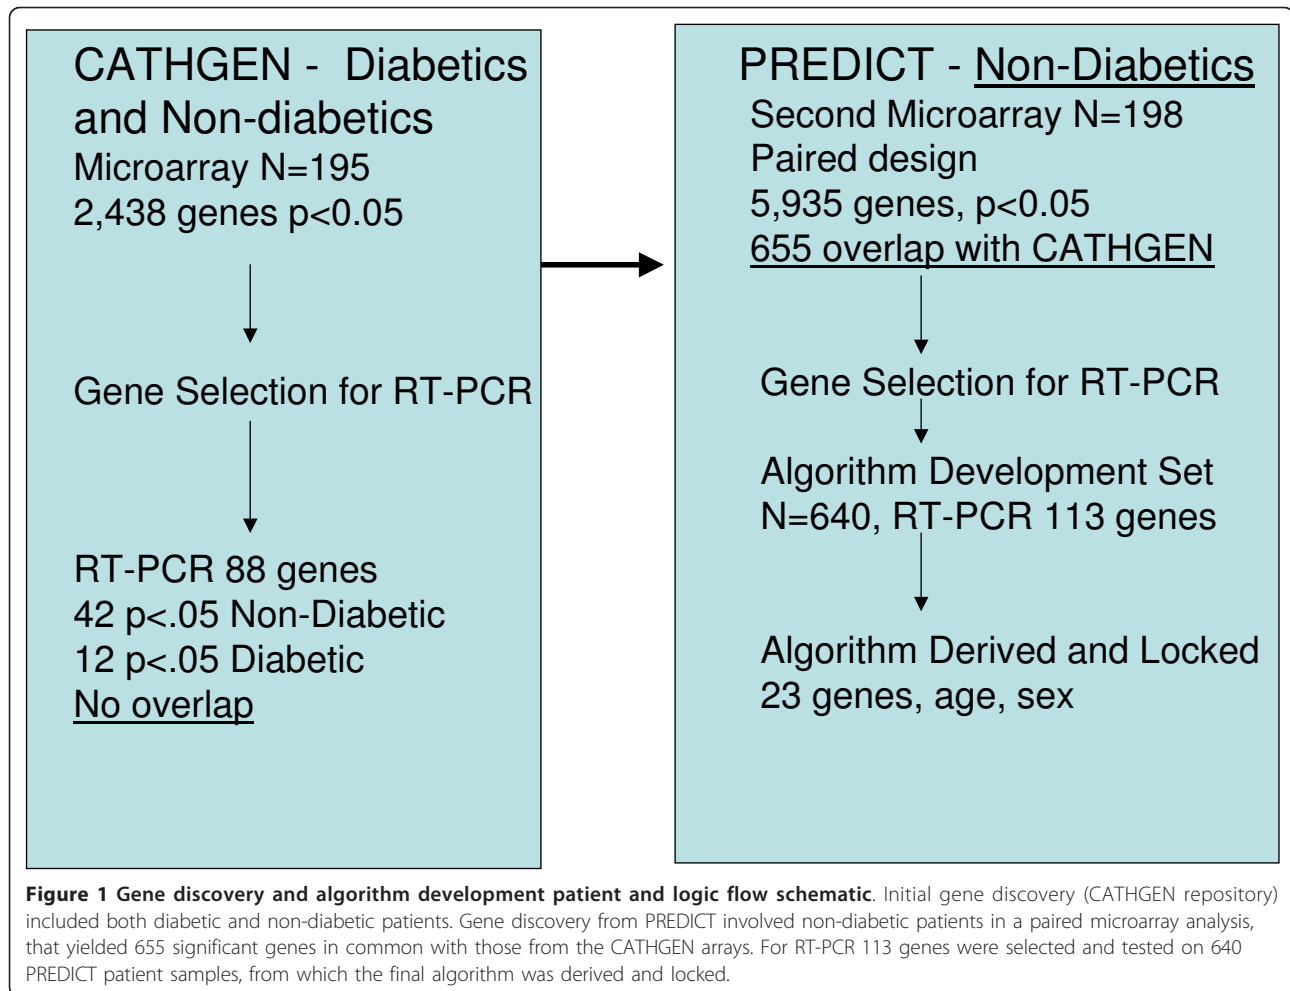 CATHGEN - Diabetics
and Non-diabetics
Microarray N=195
2,438 genes p<0.05
Gene Selection for RT-PCR
RT-PCR 88 genes
42 p<.05 Non-Diabetic
12 p<.05 Diabetic
No overlap
PREDICT - Non-Diabetics
Second Microarray N=198
Paired design
5,935 genes, p<0.05
655 overlap with CATHGEN
Gene Selection for RT-PCR
Algorithm Development Set
N=640, RT-PCR 113 genes
Algorithm Derived and Locked
23 genes, age, sex
Figure 1 Gene discovery and algorithm development patient and logic flow schematic. Initial gene discovery (CATHGEN repository)
included both diabetic and non-diabetic patients. Gene discovery from PREDICT involved non-diabetic patients in a paired microarray analysis,
that yielded 655 significant genes in common with those from the CATHGEN arrays. For RT-PCR 113 genes were selected and tested on 640
PREDICT patient samples, from which the final algorithm was derived and locked.